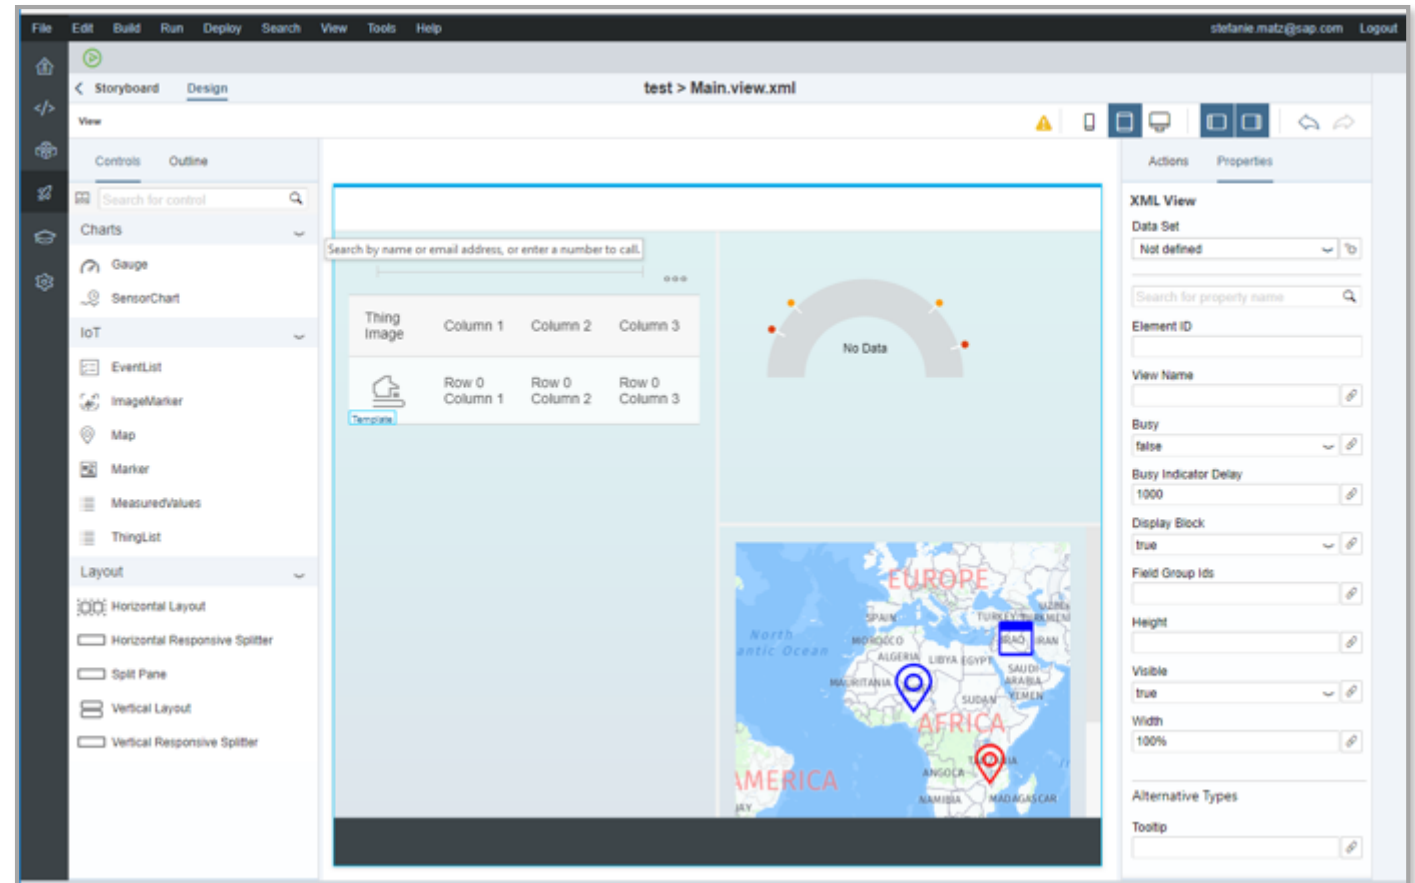 File Edit Build Run Deploy Search View Tools Help
stefanie.matz@sap.com Logout
Storyboard Design
test > Main.view.xml
View
Controls Outline
Search for control
Charts
Gauge
SensorChart
IoT
EventList
ImageMarker
Map
Marker
MeasuredValues
ThingList
Layout
Horizontal Layout
Horizontal Responsive Splitter
Split Pane
Vertical Layout
Vertical Responsive Splitter
Search by name or email address, or enter a number to call.
Thing
Image
Column 1
Column 2
Column 3
Row 0
Column 1
Row 0
Column 2
Row 0
Column 3
Template
No Data
EUROPE
SPAIN
TURKEY
North
MOROCCO
IRAQ
IRAN
antic Ocean
ALGERIA
LIBYA
EGYPT
SAUDI
ARABIA
MAURITANIA
SUDAN
YEMEN
AFRICA
AMERICA
ANGOLA
NAMIBIA
MADAGASCAR
Actions Properties
XML View
Data Set
Not defined
Search for property name
Element ID
View Name
Busy
false
Busy Indicator Delay
1000
Display Block
true
Field Group Ids
Height
Visible
true
Width
100%
Alternative Types
Tooltip